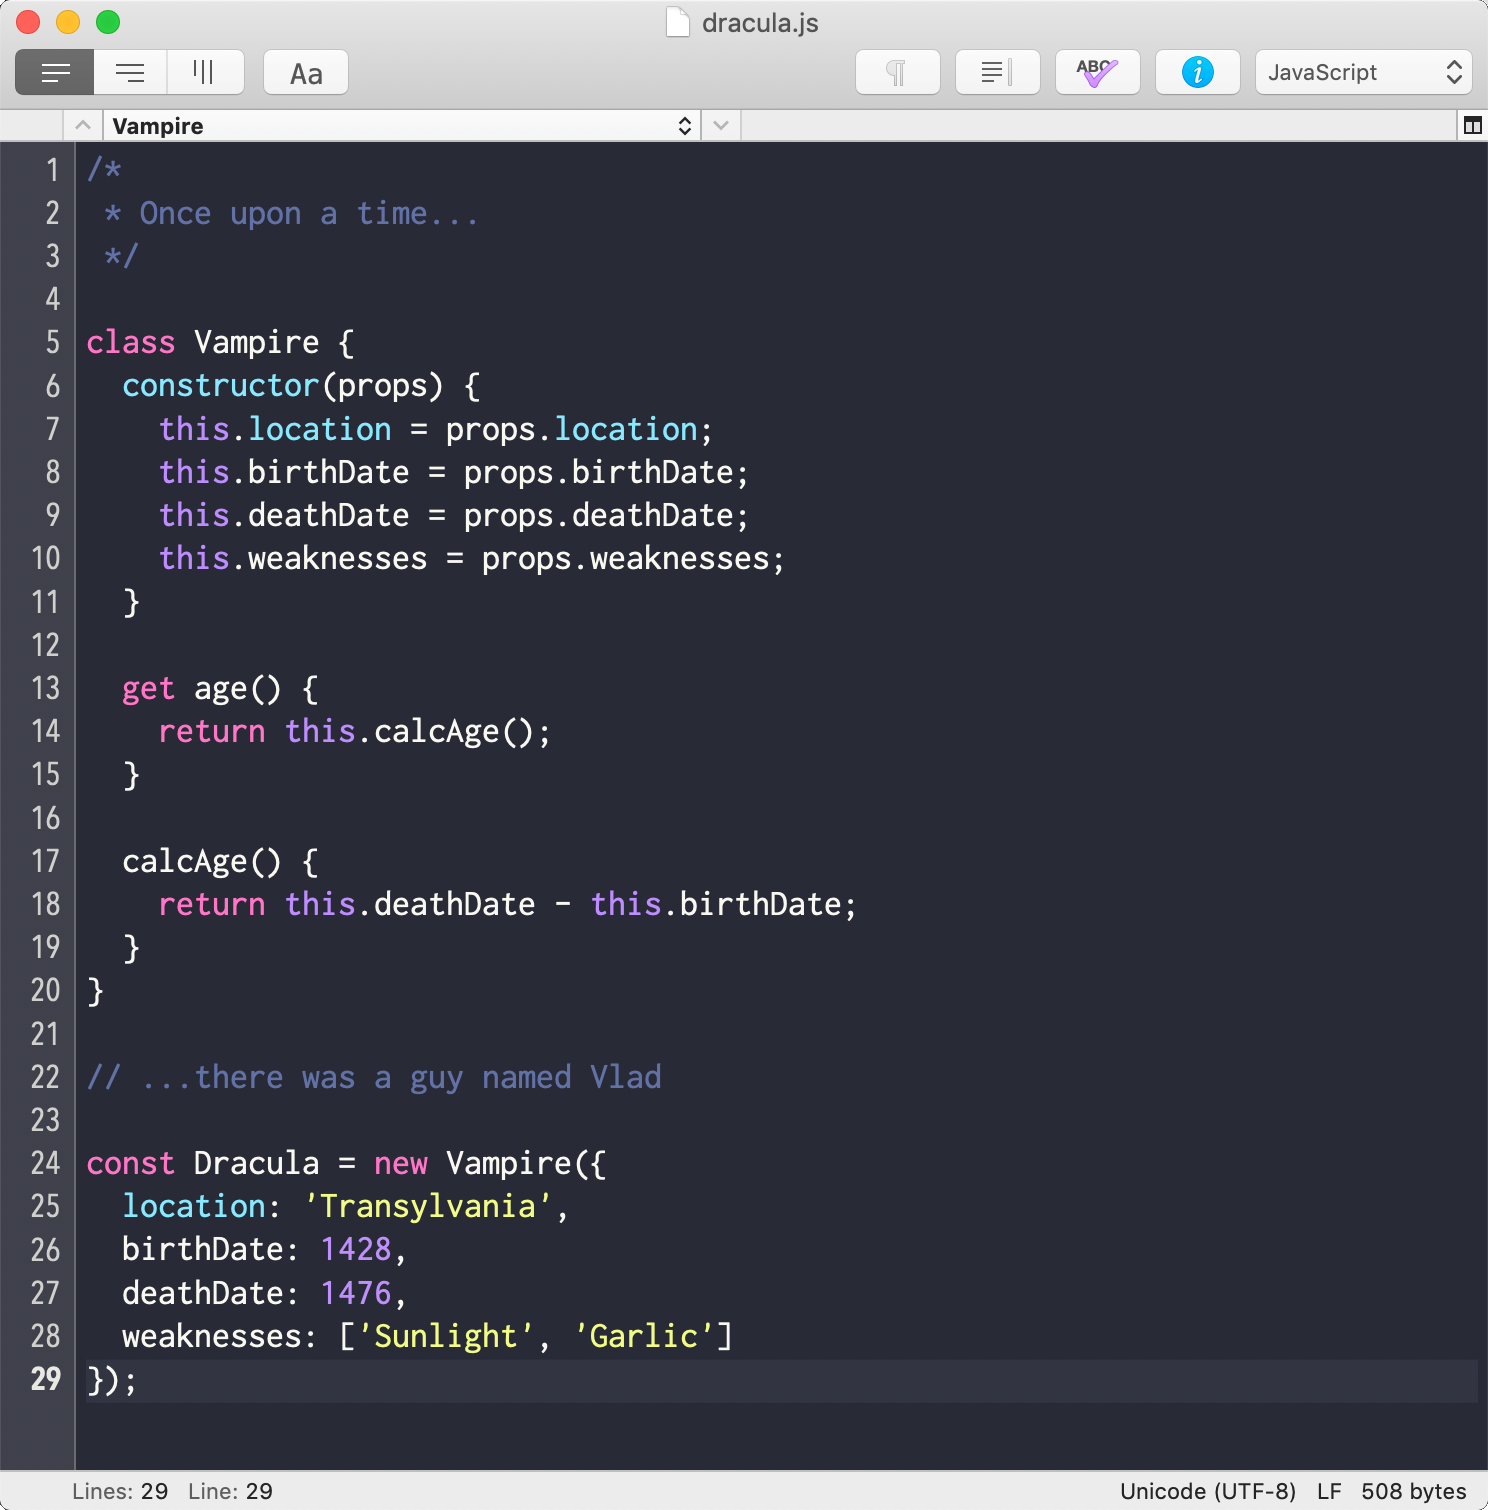 dracula.js
Aa ABC i JavaScript
Vampire
1 /*
2  * Once upon a time...
3  */
4
5 class Vampire {
6   constructor(props) {
7     this.location = props.location;
8     this.birthDate = props.birthDate;
9     this.deathDate = props.deathDate;
10     this.weaknesses = props.weaknesses;
11   }
12
13   get age() {
14     return this.calcAge();
15   }
16
17   calcAge() {
18     return this.deathDate - this.birthDate;
19   }
20 }
21
22 // ...there was a guy named Vlad
23
24 const Dracula = new Vampire({
25   location: 'Transylvania',
26   birthDate: 1428,
27   deathDate: 1476,
28   weaknesses: ['Sunlight', 'Garlic']
29 });
Lines: 29 Line: 29 Unicode (UTF-8) LF 508 bytes